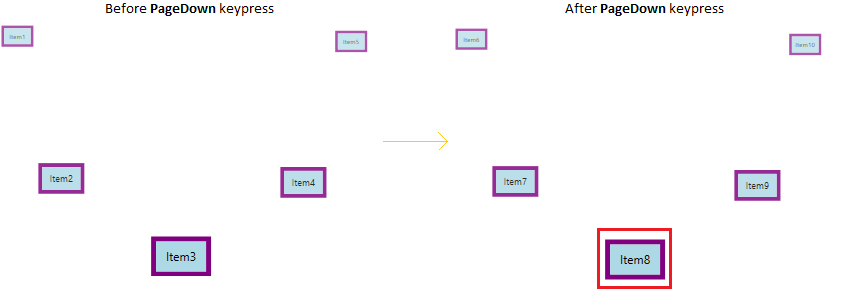 Before PageDown keypress
After PageDown keypress
Item1
Item5
Item6
Item10
Item2
Item4
Item7
Item9
Item3
Item8